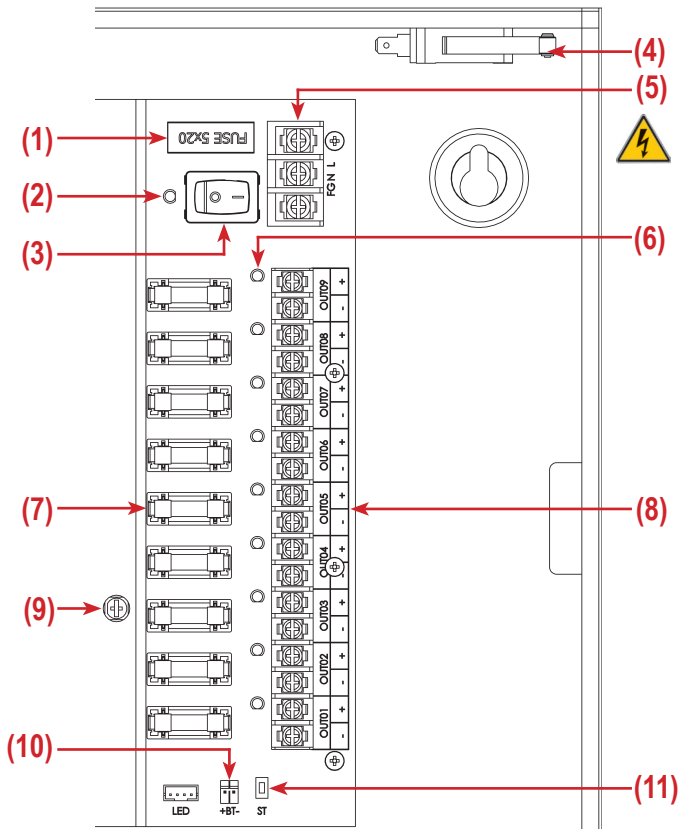 (4)
(5)
(1)
FUSE 5x20
(2)
FG N L
(3)
(6)
OUT09 + -
OUT08 + -
OUT07 + -
OUT06 + -
(7)
OUT05 + -
(8)
OUT04 + -
(9)
OUT03 + -
OUT02 + -
OUT01 + -
(10)
(11)
LED +BT- ST